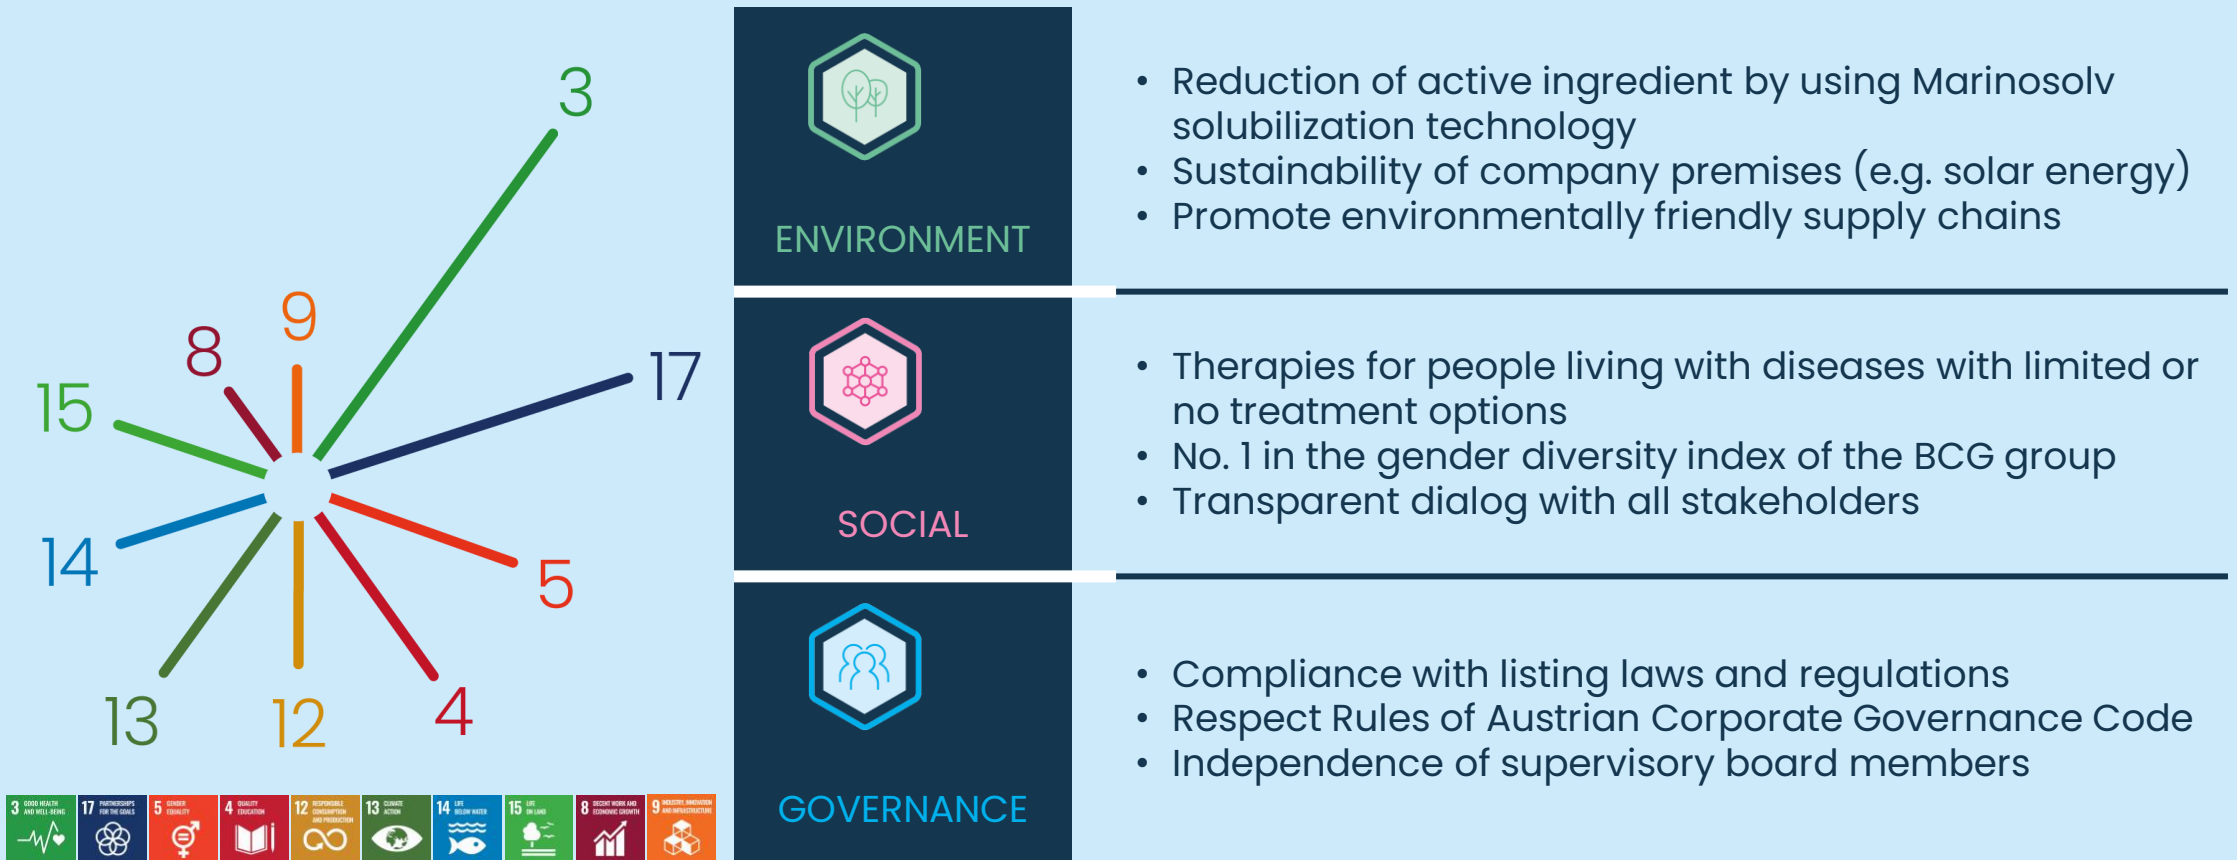 3
9
8
17
15
14
5
13
12
4
3 GOOD HEALTH
AND WELL-BEING
17 PARTNERSHIPS
FOR THE GOALS
5 GENDER
EQUALITY
4 QUALITY
EDUCATION
12 RESPONSIBLE
CONSUMPTION
AND PRODUCTION
13 CLIMATE
ACTION
14 LIFE
BELOW WATER
15 LIFE
ON LAND
8 DECENT WORK AND
ECONOMIC GROWTH
9 INDUSTRY, INNOVATION
AND INFRASTRUCTURE
ENVIRONMENT
• Reduction of active ingredient by using Marinosolv
solubilization technology
• Sustainability of company premises (e.g. solar energy)
• Promote environmentally friendly supply chains
SOCIAL
• Therapies for people living with diseases with limited or
no treatment options
• No. 1 in the gender diversity index of the BCG group
• Transparent dialog with all stakeholders
GOVERNANCE
• Compliance with listing laws and regulations
• Respect Rules of Austrian Corporate Governance Code
• Independence of supervisory board members